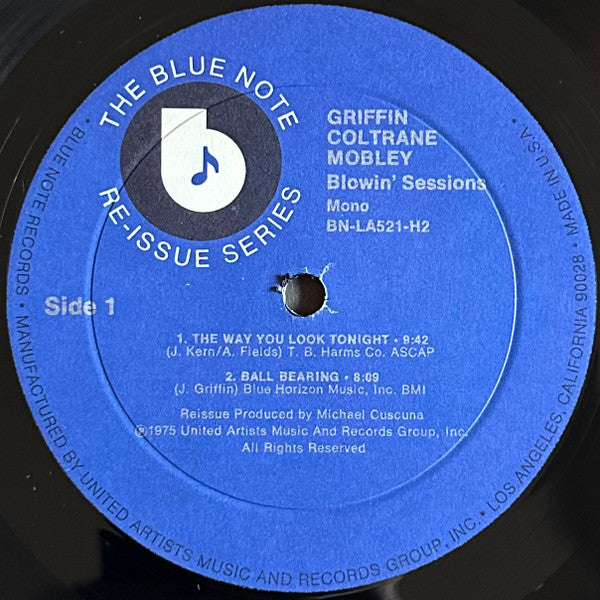 THE BLUE NOTE
RE-ISSUE SERIES
b
GRIFFIN
COLTRANE
MOBLEY
Blowin' Sessions
Mono
BN-LA521-H2
Side 1
1. THE WAY YOU LOOK TONIGHT • 9:42
(J. Kern/A. Fields) T. B. Harms Co. ASCAP
2. BALL BEARING • 8:09
(J. Griffin) Blue Horizon Music, Inc. BMI
Reissue Produced by Michael Cuscuna
℗1975 United Artists Music And Records Group, Inc.
All Rights Reserved
• BLUE NOTE RECORDS • MANUFACTURED BY UNITED ARTISTS MUSIC AND RECORDS GROUP, INC. • LOS ANGELES, CALIFORNIA 90028 • MADE IN U.S.A. •